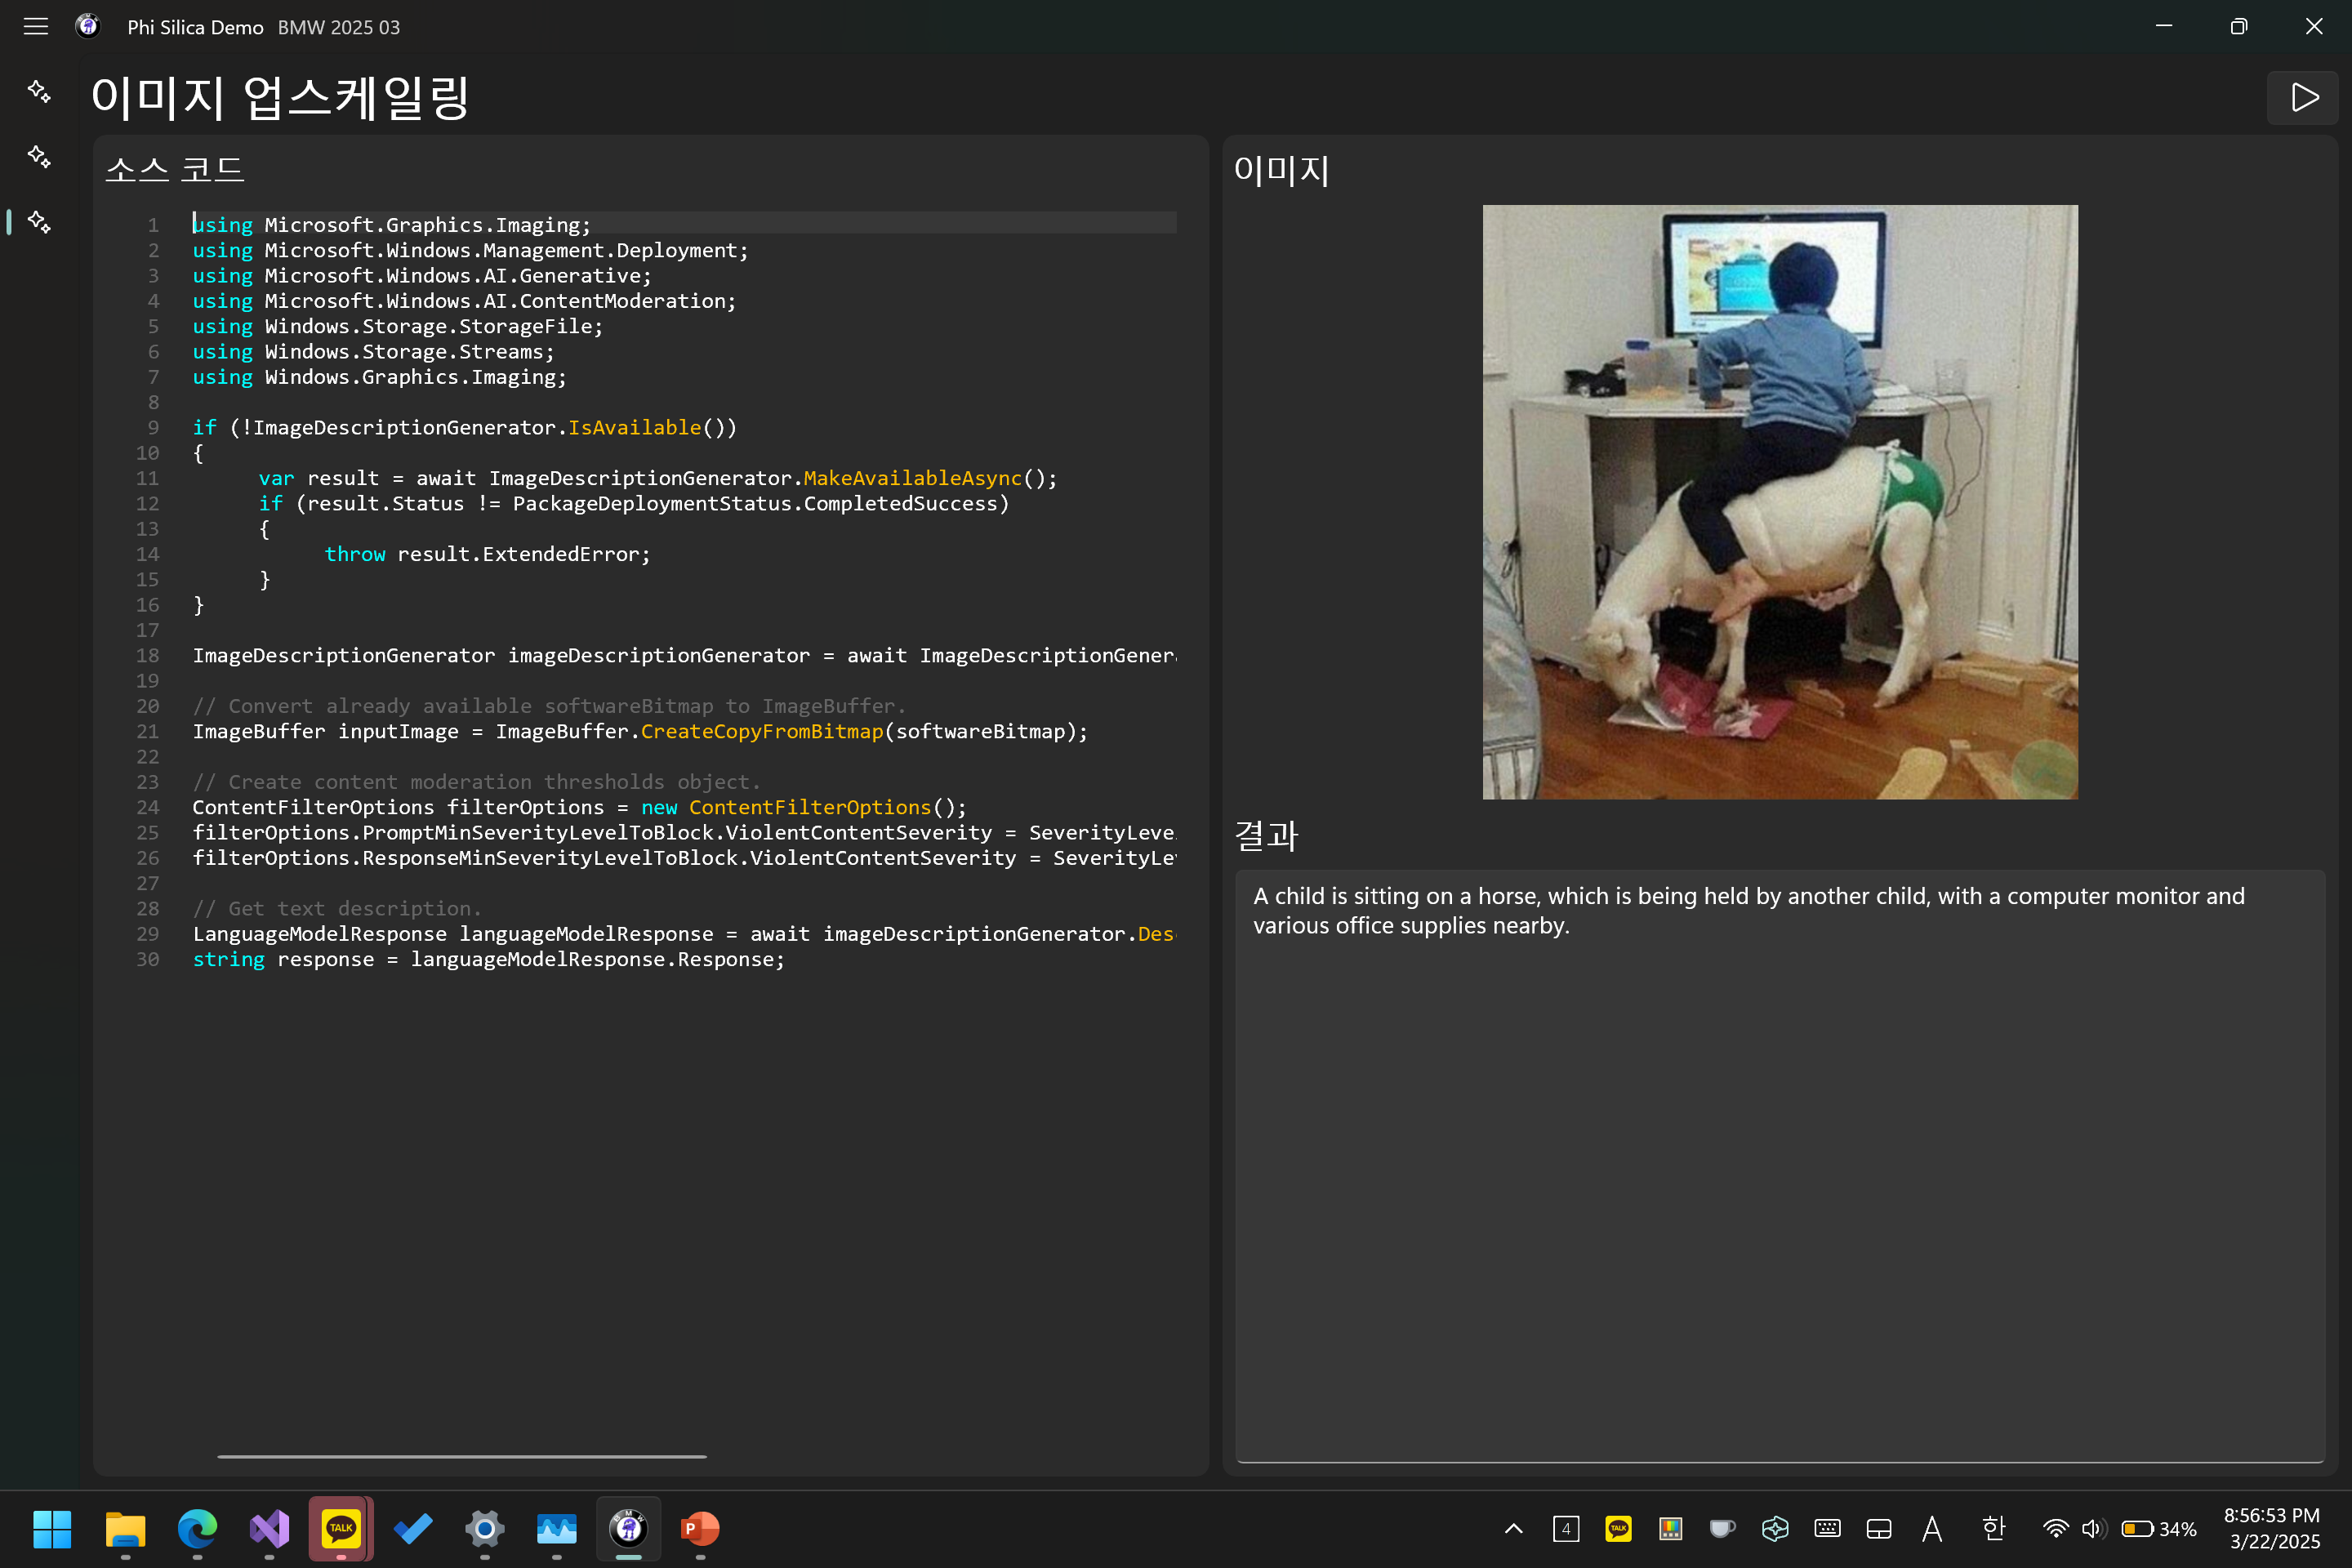 Phi Silica Demo BMW 2025 03
이미지 업스케일링
소스 코드
1 using Microsoft.Graphics.Imaging;
2 using Microsoft.Windows.Management.Deployment;
3 using Microsoft.Windows.AI.Generative;
4 using Microsoft.Windows.AI.ContentModeration;
5 using Windows.Storage.StorageFile;
6 using Windows.Storage.Streams;
7 using Windows.Graphics.Imaging;
8
9 if (!ImageDescriptionGenerator.IsAvailable())
10 {
11 var result = await ImageDescriptionGenerator.MakeAvailableAsync();
12 if (result.Status != PackageDeploymentStatus.CompletedSuccess)
13 {
14 throw result.ExtendedError;
15 }
16 }
17
18 ImageDescriptionGenerator imageDescriptionGenerator = await ImageDescriptionGener
19
20 // Convert already available softwareBitmap to ImageBuffer.
21 ImageBuffer inputImage = ImageBuffer.CreateCopyFromBitmap(softwareBitmap);
22
23 // Create content moderation thresholds object.
24 ContentFilterOptions filterOptions = new ContentFilterOptions();
25 filterOptions.PromptMinSeverityLevelToBlock.ViolentContentSeverity = SeverityLeve
26 filterOptions.ResponseMinSeverityLevelToBlock.ViolentContentSeverity = SeverityLe
27
28 // Get text description.
29 LanguageModelResponse languageModelResponse = await imageDescriptionGenerator.Des
30 string response = languageModelResponse.Response;
이미지
결과
A child is sitting on a horse, which is being held by another child, with a computer monitor and
various office supplies nearby.
TALK
P
4
TALK
A
한
34%
8:56:53 PM
3/22/2025